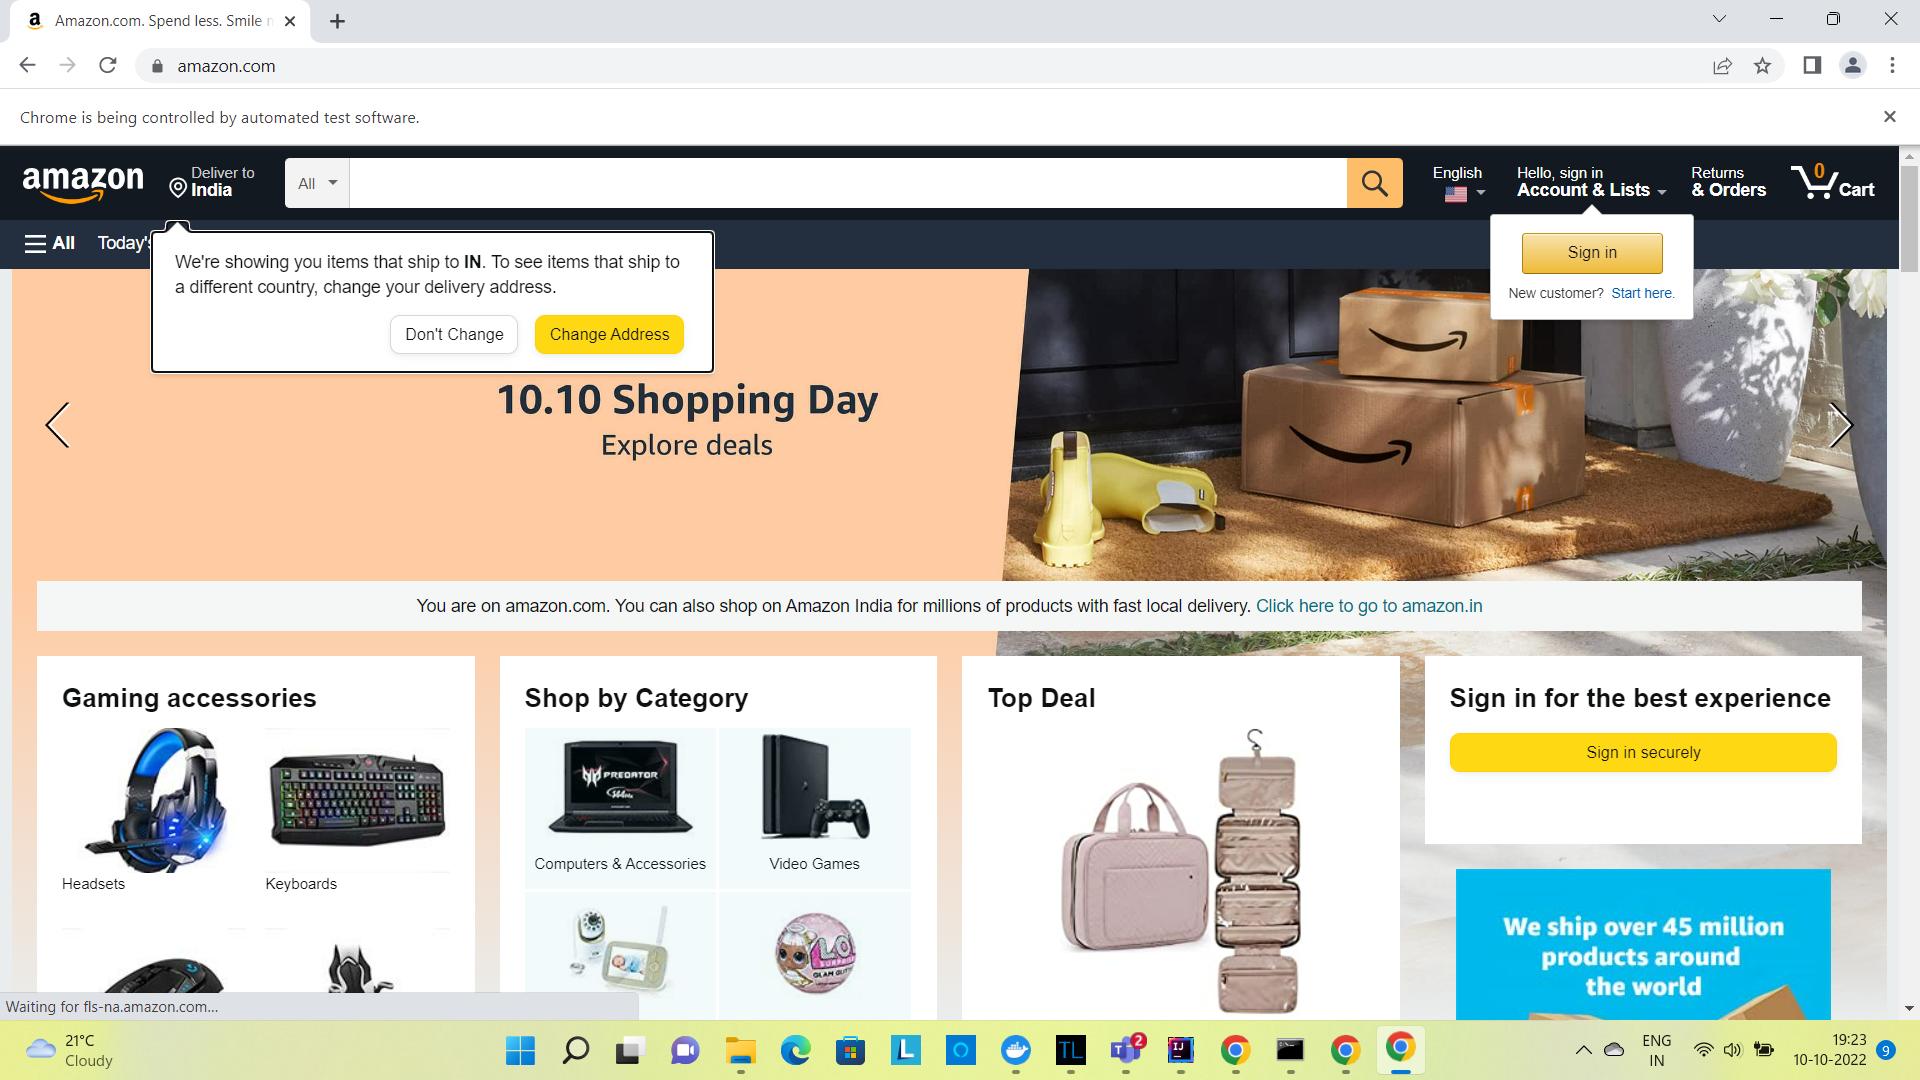 Amazon.com. Spend less. Smile
amazon.com
Chrome is being controlled by automated test software.
amazon
Deliver to
India
All
English
Hello, sign in
Account & Lists
Returns
& Orders
0
Cart
All
Today's
We're showing you items that ship to IN. To see items that ship to
a different country, change your delivery address.
Don't Change
Change Address
Sign in
New customer? Start here.
10.10 Shopping Day
Explore deals
You are on amazon.com. You can also shop on Amazon India for millions of products with fast local delivery. Click here to go to amazon.in
Gaming accessories
Headsets
Keyboards
Shop by Category
PREDATOR
144Hz
Computers & Accessories
Video Games
L.O.L.
SURPRISE
GLAM GLITTER
Top Deal
Sign in for the best experience
Sign in securely
We ship over 45 million
products around
the world
Waiting for fls-na.amazon.com...
21°C
Cloudy
L
TL
T
2
IJ
ENG
IN
19:23
10-10-2022
9